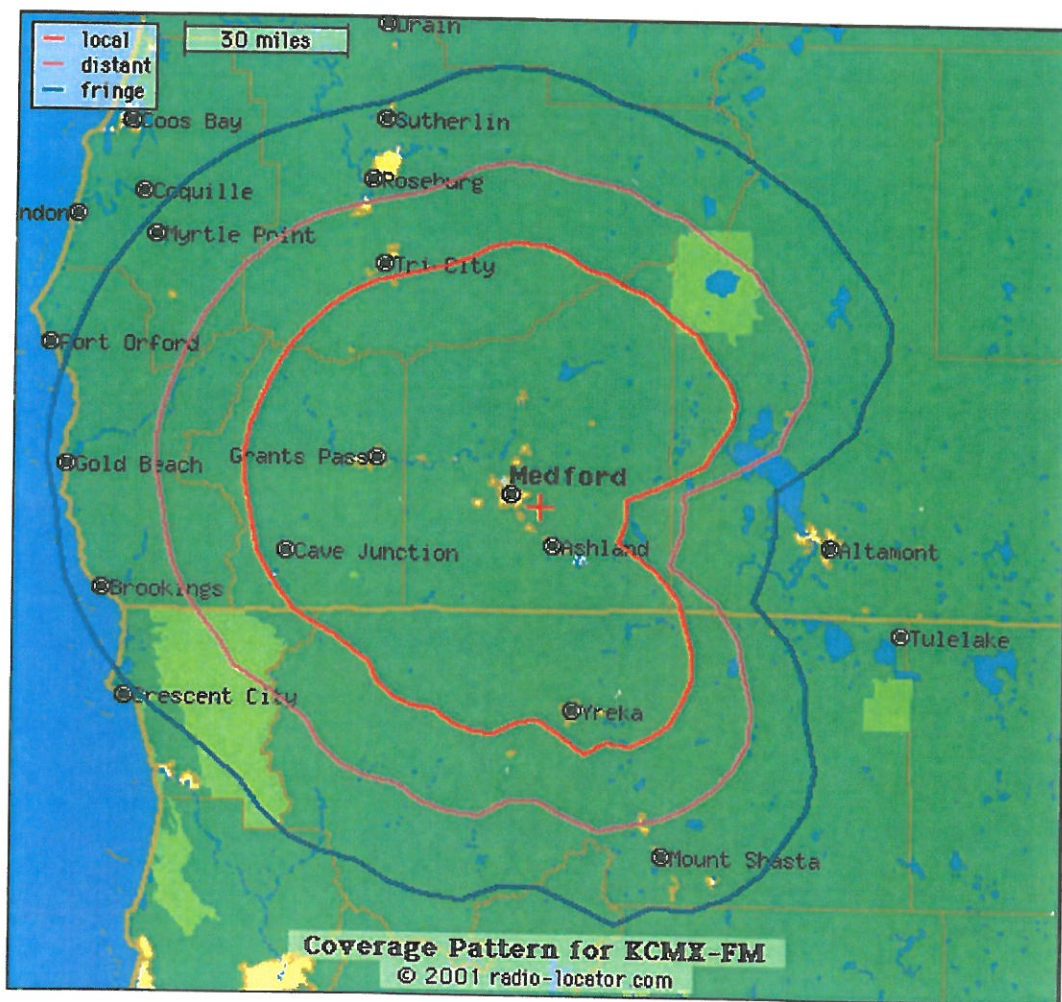 local
distant
fringe
30 miles
Drain
Coos Bay
Sutherlin
Coquille
Roseburg
ndon
Myrtle Point
Tri City
Port Orford
Gold Beach
Grants Pass
Medford
Cave Junction
Ashland
Altamont
Brookings
Tulelake
Crescent City
Yreka
Mount Shasta
Coverage Pattern for KCMX-FM
© 2001 radio-locator.com